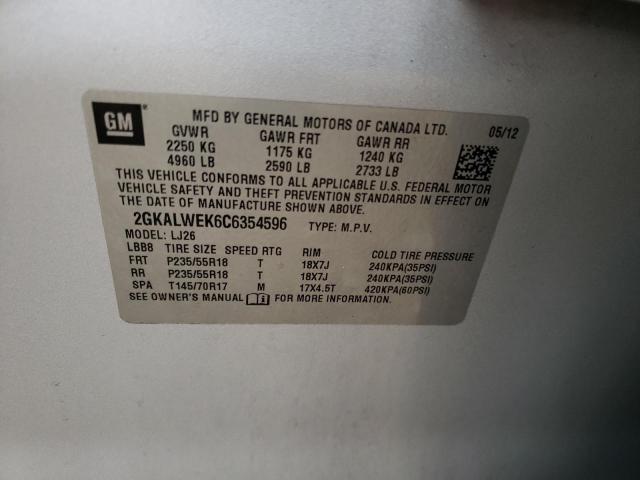 GM ®
MFD BY GENERAL MOTORS OF CANADA LTD. 05/12
GVWR GAWR FRT GAWR RR
2250 KG 1175 KG 1240 KG
4960 LB 2590 LB 2733 LB
THIS VEHICLE CONFORMS TO ALL APPLICABLE U.S. FEDERAL MOTOR
VEHICLE SAFETY AND THEFT PREVENTION STANDARDS IN EFFECT ON
THE DATE OF MANUFACTURE SHOWN ABOVE.
2GKALWEK6C6354596 TYPE: M.P.V.
MODEL: LJ26
LBB8 TIRE SIZE SPEED RTG RIM COLD TIRE PRESSURE
FRT P235/55R18 T 18X7J 240KPA(35PSI)
RR P235/55R18 T 18X7J 240KPA(35PSI)
SPA T145/70R17 M 17X4.5T 420KPA(60PSI)
SEE OWNER'S MANUAL FOR MORE INFORMATION.